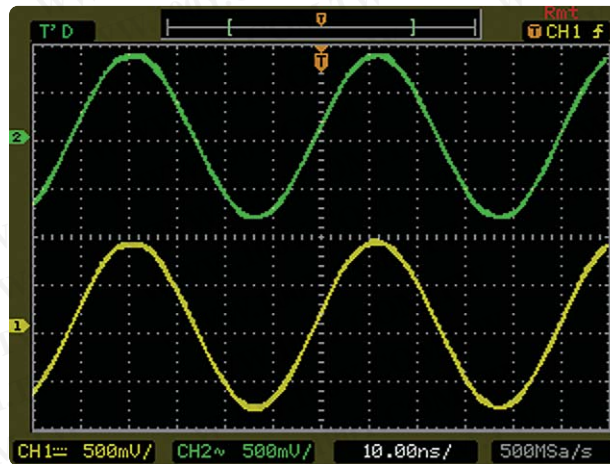 T'D
T
Rmt
T CH1 f
T
2
1
CH1 500mV/ CH2~ 500mV/ 10.00ns/ 500MSa/s